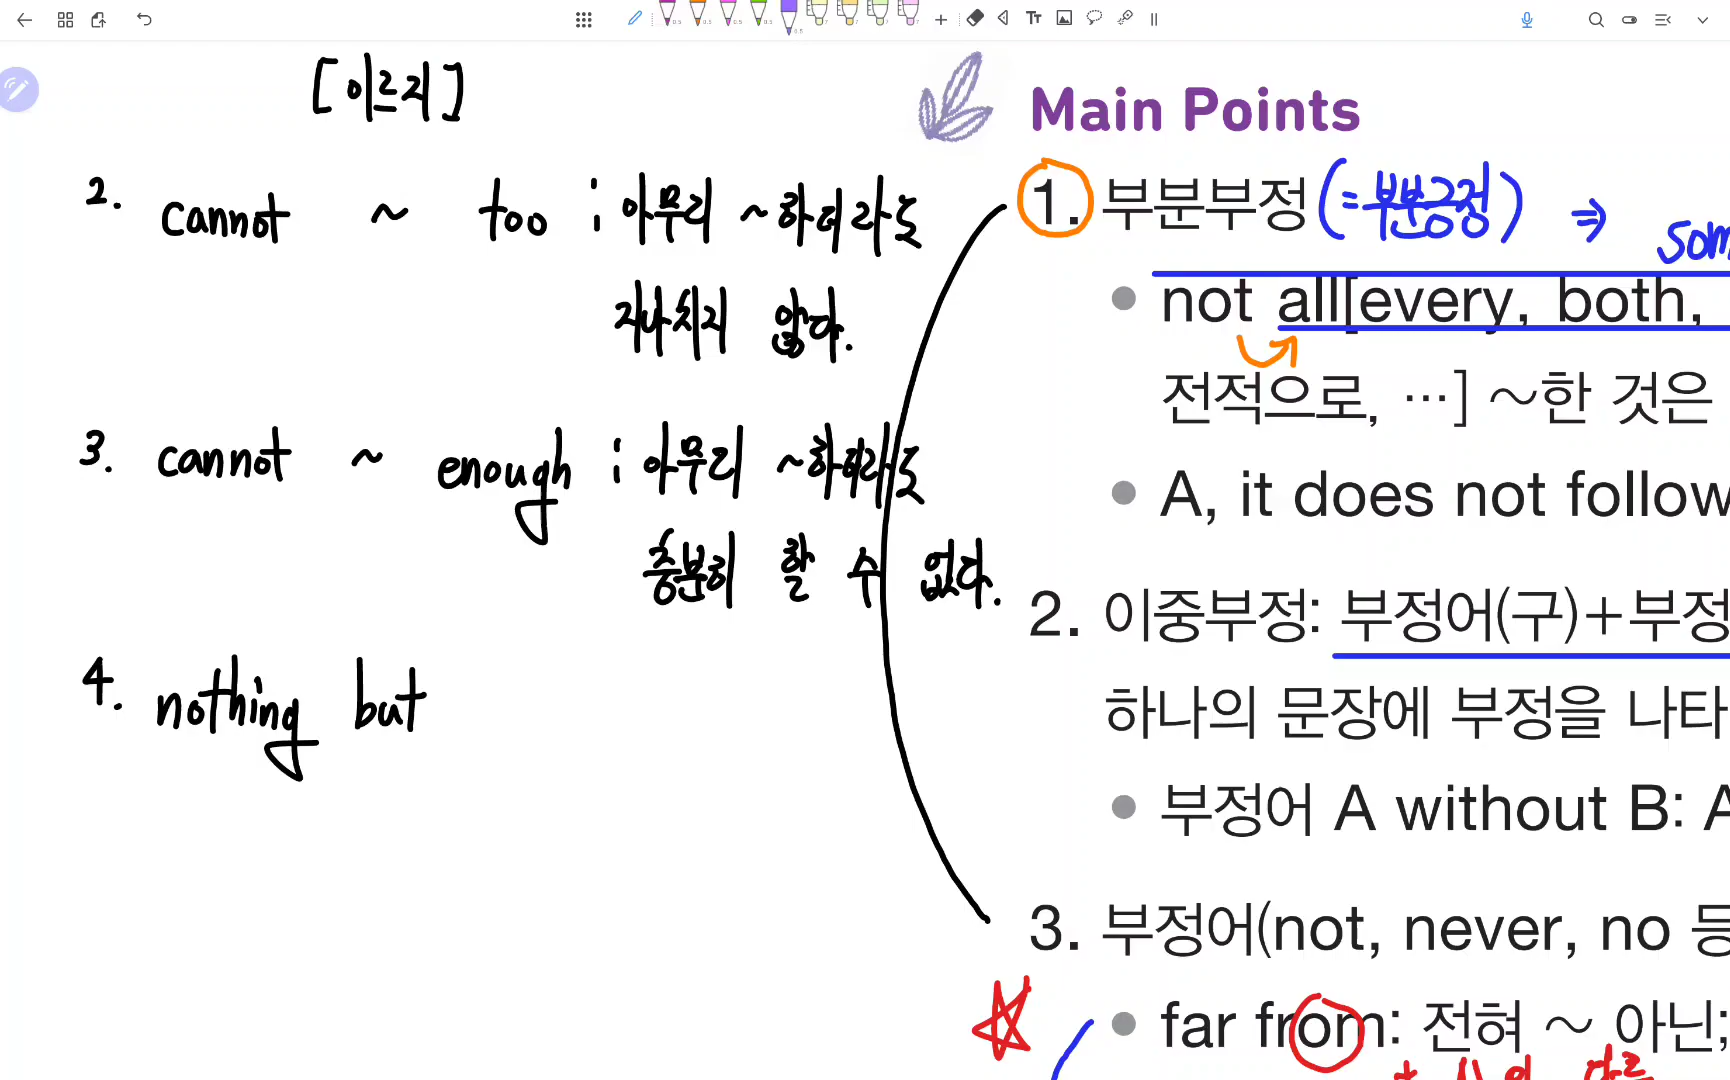 [이르지]
2. cannot ~ too : 아무리 ~하더라도
지나치지 않다.
3. cannot ~ enough : 아무리 ~하더라도
충분히 할 수 없다.
4. nothing but
Main Points
1. 부분부정(=부분긍정) ⇒ som
not all[every, both,
전적으로, …] ~한 것은
A, it does not follow
2. 이중부정: 부정어(구)+부정
하나의 문장에 부정을 나타
부정어 A without B: A
3. 부정어(not, never, no 등
far from: 전혀 ~ 아닌;